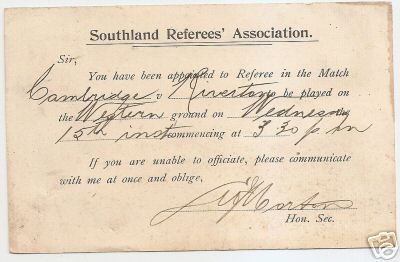 Southland Referees' Association.
Sir,
You have been appointed to Referee in the Match
Cambridge v Riverton to be played on
the Western ground on Wednesday
15th inst commencing at 3.30 p m
If you are unable to officiate, please communicate
with me at once and oblige,
Morton
Hon. Sec.